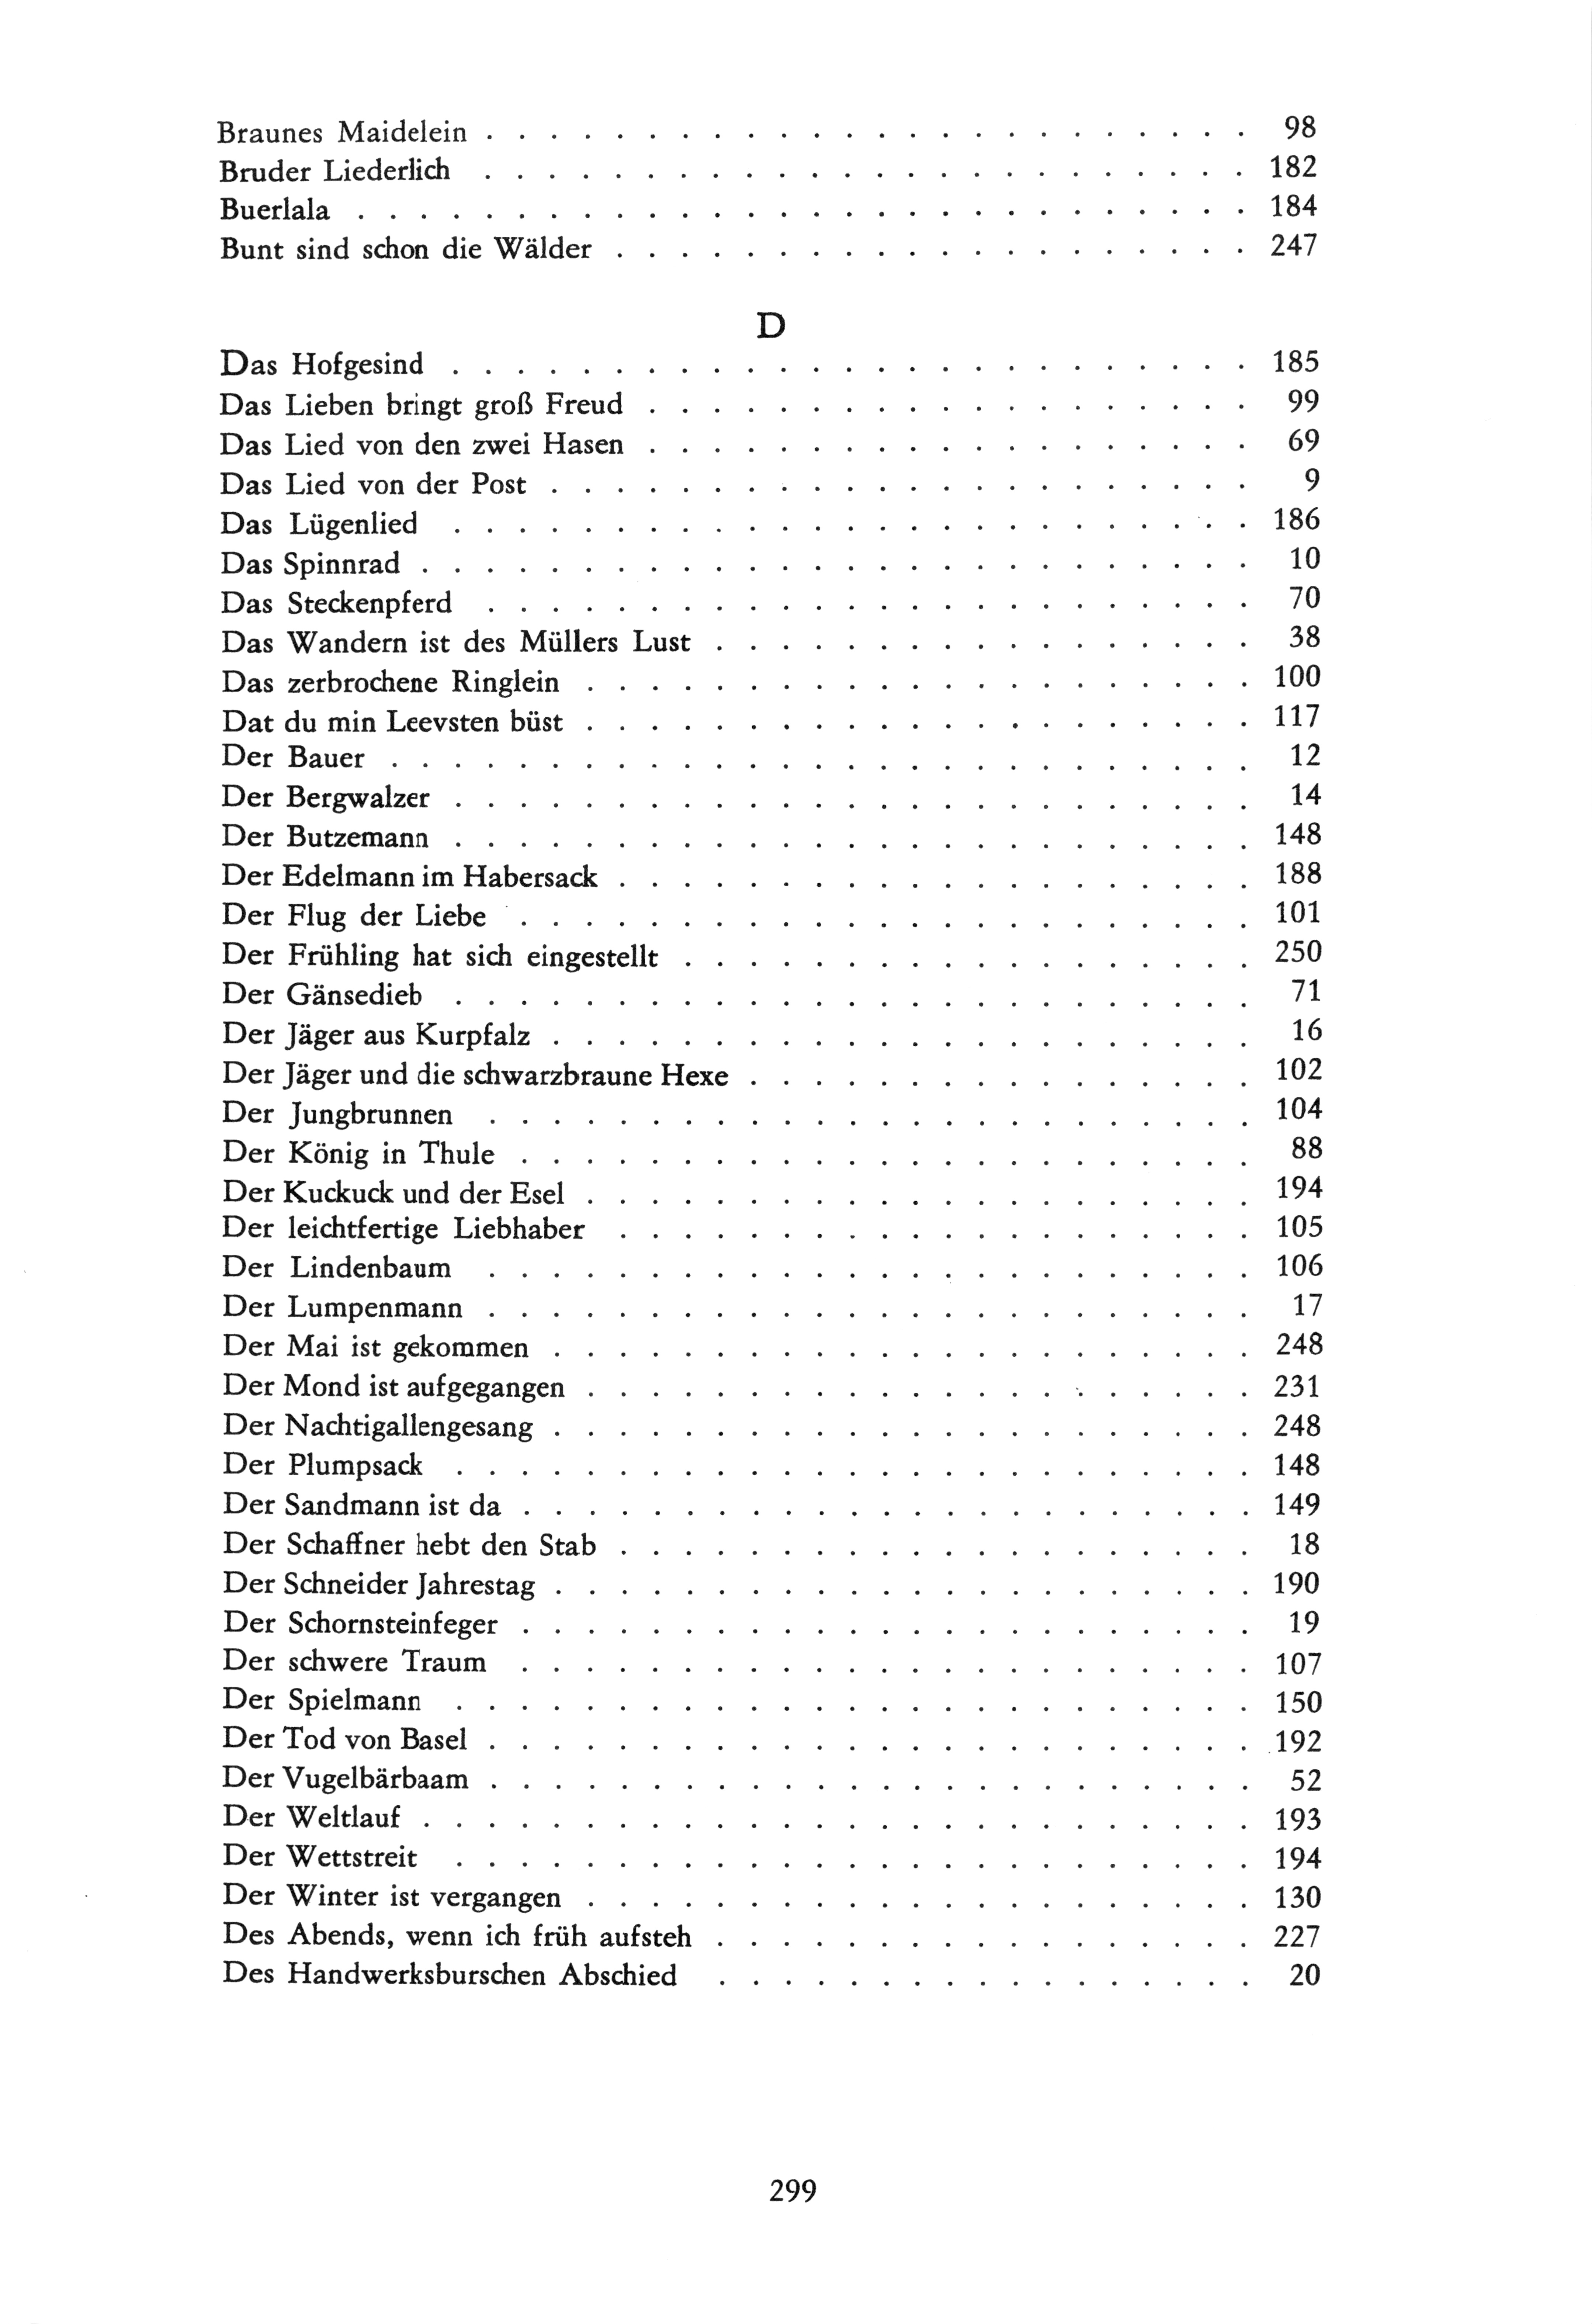 Braunes Maidelein . . . . . . . . . . . . . . . . . . . . . . . . 98
Bruder Liederlich . . . . . . . . . . . . . . . . . . . . . . . . 182
Buerlala . . . . . . . . . . . . . . . . . . . . . . . . . . . . 184
Bunt sind schon die Wälder . . . . . . . . . . . . . . . . . . . . 247
D
Das Hofgesind . . . . . . . . . . . . . . . . . . . . . . . . . 185
Das Lieben bringt groß Freud . . . . . . . . . . . . . . . . . . . 99
Das Lied von den zwei Hasen . . . . . . . . . . . . . . . . . . . 69
Das Lied von der Post . . . . . . . . . . . . . . . . . . . . . . 9
Das Lügenlied . . . . . . . . . . . . . . . . . . . . . . . . . 186
Das Spinnrad . . . . . . . . . . . . . . . . . . . . . . . . . . 10
Das Steckenpferd . . . . . . . . . . . . . . . . . . . . . . . . 70
Das Wandern ist des Müllers Lust . . . . . . . . . . . . . . . . . 38
Das zerbrochene Ringlein . . . . . . . . . . . . . . . . . . . . . 100
Dat du min Leevsten büst . . . . . . . . . . . . . . . . . . . . . 117
Der Bauer . . . . . . . . . . . . . . . . . . . . . . . . . . . 12
Der Bergwalzer . . . . . . . . . . . . . . . . . . . . . . . . . 14
Der Butzemann . . . . . . . . . . . . . . . . . . . . . . . . . 148
Der Edelmann im Habersack . . . . . . . . . . . . . . . . . . . . 188
Der Flug der Liebe . . . . . . . . . . . . . . . . . . . . . . . 101
Der Frühling hat sich eingestellt . . . . . . . . . . . . . . . . . . 250
Der Gänsedieb . . . . . . . . . . . . . . . . . . . . . . . . . 71
Der Jäger aus Kurpfalz . . . . . . . . . . . . . . . . . . . . . . 16
Der Jäger und die schwarzbraune Hexe . . . . . . . . . . . . . . . . 102
Der Jungbrunnen . . . . . . . . . . . . . . . . . . . . . . . . 104
Der König in Thule . . . . . . . . . . . . . . . . . . . . . . . 88
Der Kuckuck und der Esel . . . . . . . . . . . . . . . . . . . . . 194
Der leichtfertige Liebhaber . . . . . . . . . . . . . . . . . . . . 105
Der Lindenbaum . . . . . . . . . . . . . . . . . . . . . . . . 106
Der Lumpenmann . . . . . . . . . . . . . . . . . . . . . . . . 17
Der Mai ist gekommen . . . . . . . . . . . . . . . . . . . . . . 248
Der Mond ist aufgegangen . . . . . . . . . . . . . . . . . . . . . 231
Der Nachtigallengesang . . . . . . . . . . . . . . . . . . . . . . 248
Der Plumpsack . . . . . . . . . . . . . . . . . . . . . . . . . 148
Der Sandmann ist da . . . . . . . . . . . . . . . . . . . . . . . 149
Der Schaffner hebt den Stab . . . . . . . . . . . . . . . . . . . . 18
Der Schneider Jahrestag . . . . . . . . . . . . . . . . . . . . . . 190
Der Schornsteinfeger . . . . . . . . . . . . . . . . . . . . . . . 19
Der schwere Traum . . . . . . . . . . . . . . . . . . . . . . . 107
Der Spielmann . . . . . . . . . . . . . . . . . . . . . . . . . 150
Der Tod von Basel . . . . . . . . . . . . . . . . . . . . . . . . 192
Der Vugelbärbaam . . . . . . . . . . . . . . . . . . . . . . . . 52
Der Weltlauf . . . . . . . . . . . . . . . . . . . . . . . . . . 193
Der Wettstreit . . . . . . . . . . . . . . . . . . . . . . . . . 194
Der Winter ist vergangen . . . . . . . . . . . . . . . . . . . . . 130
Des Abends, wenn ich früh aufsteh . . . . . . . . . . . . . . . . . 227
Des Handwerksburschen Abschied . . . . . . . . . . . . . . . . . 20
299